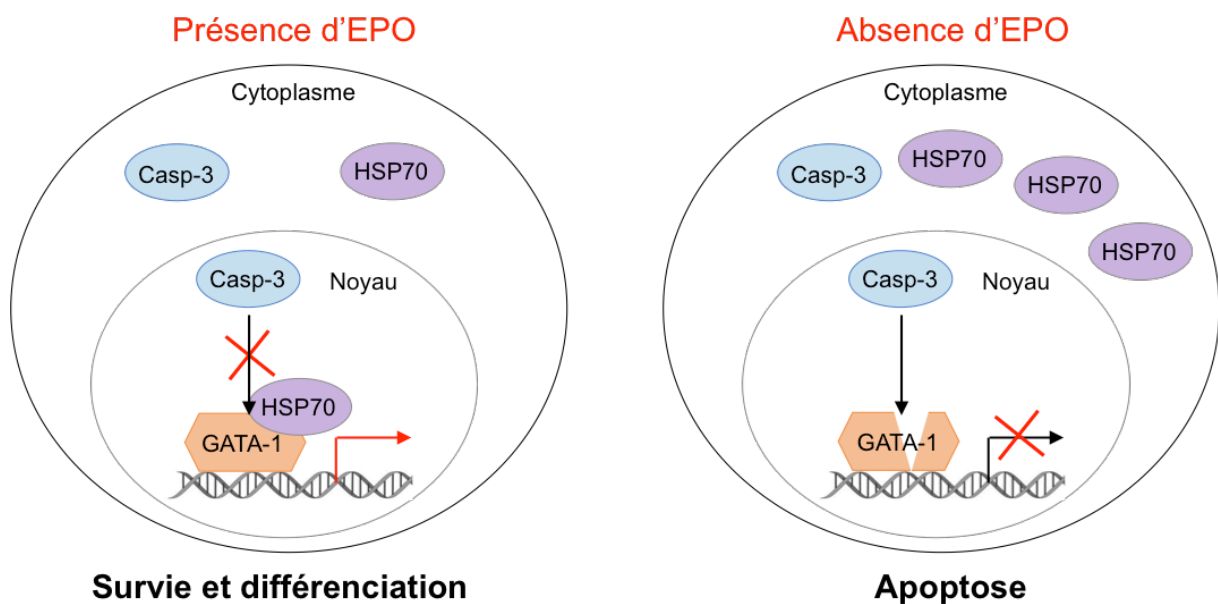 Présence d'EPO
Cytoplasme
Casp-3
HSP70
Casp-3
Noyau
HSP70
GATA-1
Survie et différenciation
Absence d'EPO
Cytoplasme
Casp-3
HSP70
HSP70
HSP70
Casp-3
Noyau
GATA-1
Apoptose